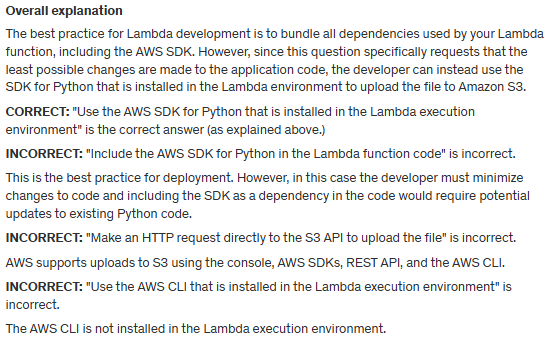 Overall explanation
The best practice for Lambda development is to bundle all dependencies used by your Lambda
function, including the AWS SDK. However, since this question specifically requests that the
least possible changes are made to the application code, the developer can instead use the
SDK for Python that is installed in the Lambda environment to upload the file to Amazon S3.
CORRECT: "Use the AWS SDK for Python that is installed in the Lambda execution
environment" is the correct answer (as explained above.)
INCORRECT: "Include the AWS SDK for Python in the Lambda function code" is incorrect.
This is the best practice for deployment. However, in this case the developer must minimize
changes to code and including the SDK as a dependency in the code would require potential
updates to existing Python code.
INCORRECT: "Make an HTTP request directly to the S3 API to upload the file" is incorrect.
AWS supports uploads to S3 using the console, AWS SDKs, REST API, and the AWS CLI.
INCORRECT: "Use the AWS CLI that is installed in the Lambda execution environment" is
incorrect.
The AWS CLI is not installed in the Lambda execution environment.